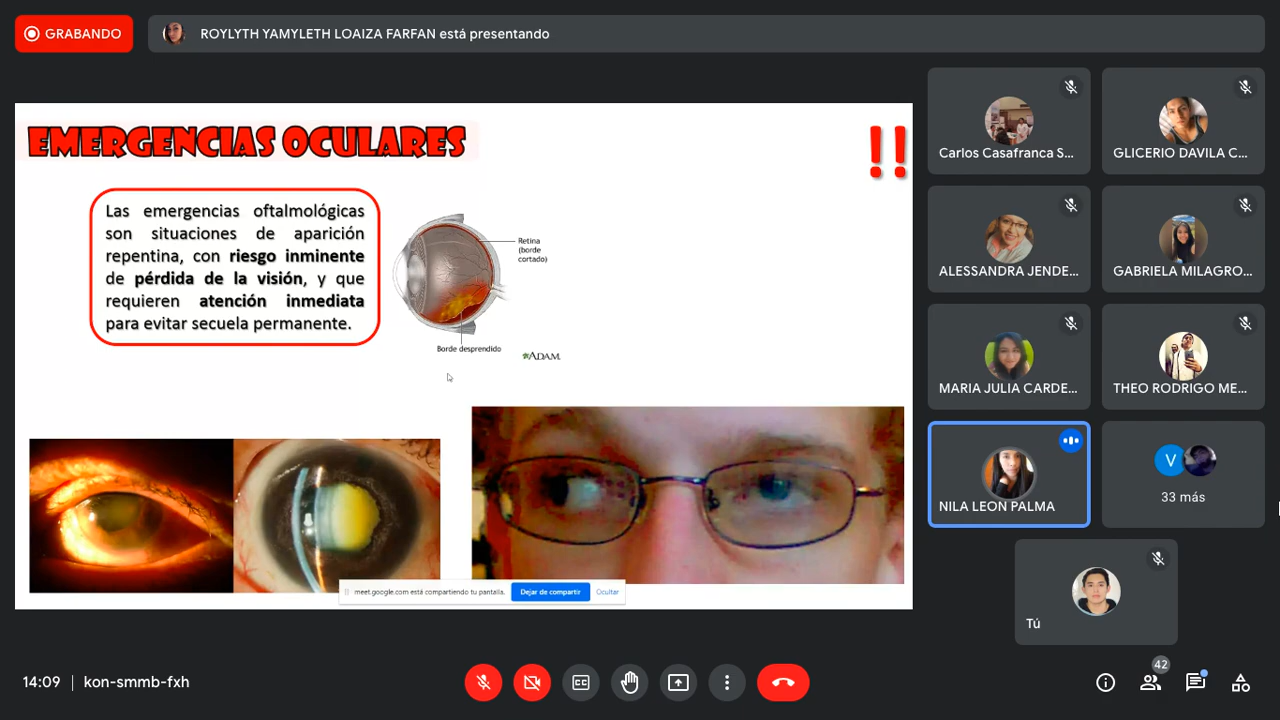 GRABANDO
ROYLYTH YAMYLETH LOAIZA FARFAN está presentando
EMERGENCIAS OCULARES
!!
Las emergencias oftalmológicas
son situaciones de aparición
repentina, con riesgo inminente
de pérdida de la visión, y que
requieren atención inmediata
para evitar secuela permanente.
Retina
(borde
cortado)
Borde desprendido
ADAM.
meet.google.com está compartiendo tu pantalla.
Dejar de compartir
Ocultar
Carlos Casafranca S...
GLICERIO DAVILA C...
ALESSANDRA JENDE...
GABRIELA MILAGRO...
MARIA JULIA CARDE...
THEO RODRIGO ME...
NILA LEON PALMA
V
33 más
Tú
14:09 | kon-smmb-fxh
CC
42